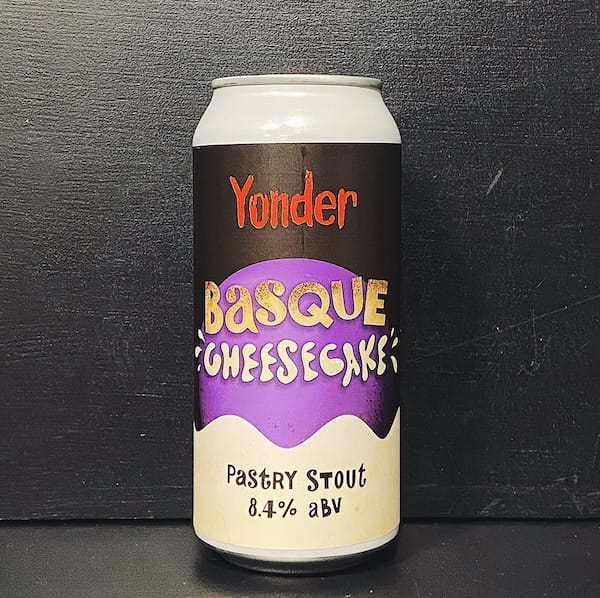 Yonder
BaSQUE
CHEESECAKE
PaSTRY STOUT
8.4% aBV